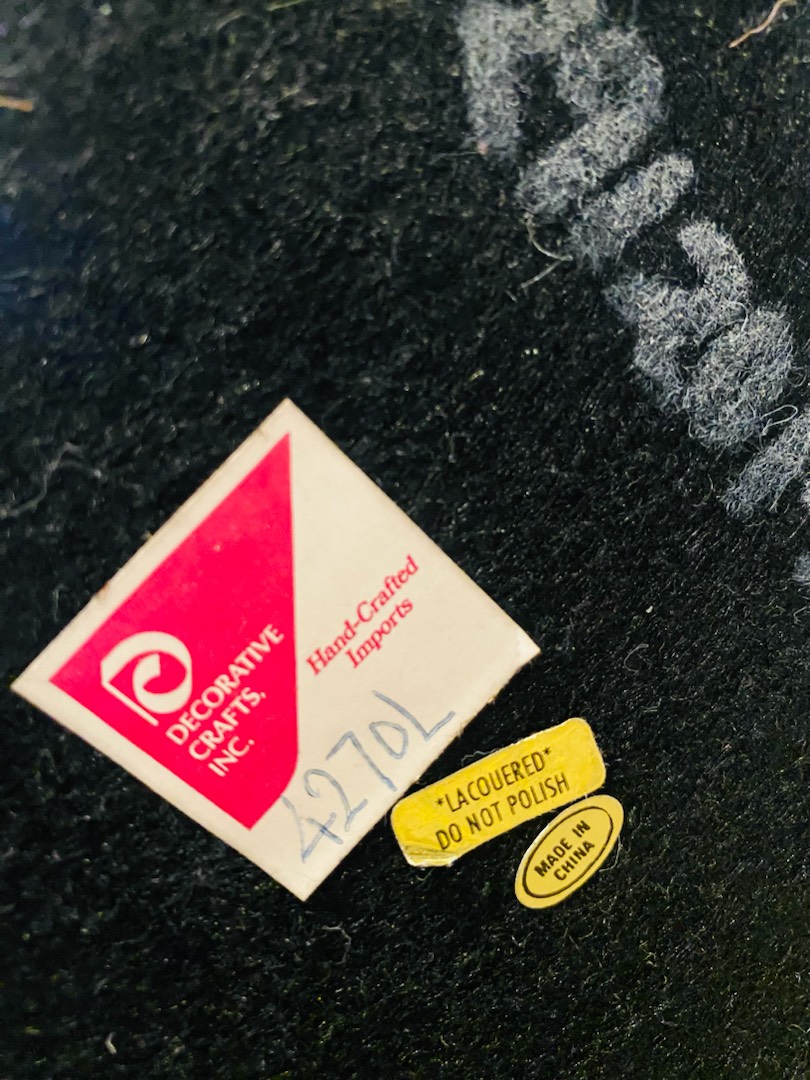 DECORATIVE
CRAFTS,
INC.
Hand-Crafted
Imports
4270L
*LACQUERED*
DO NOT POLISH
MADE IN
CHINA